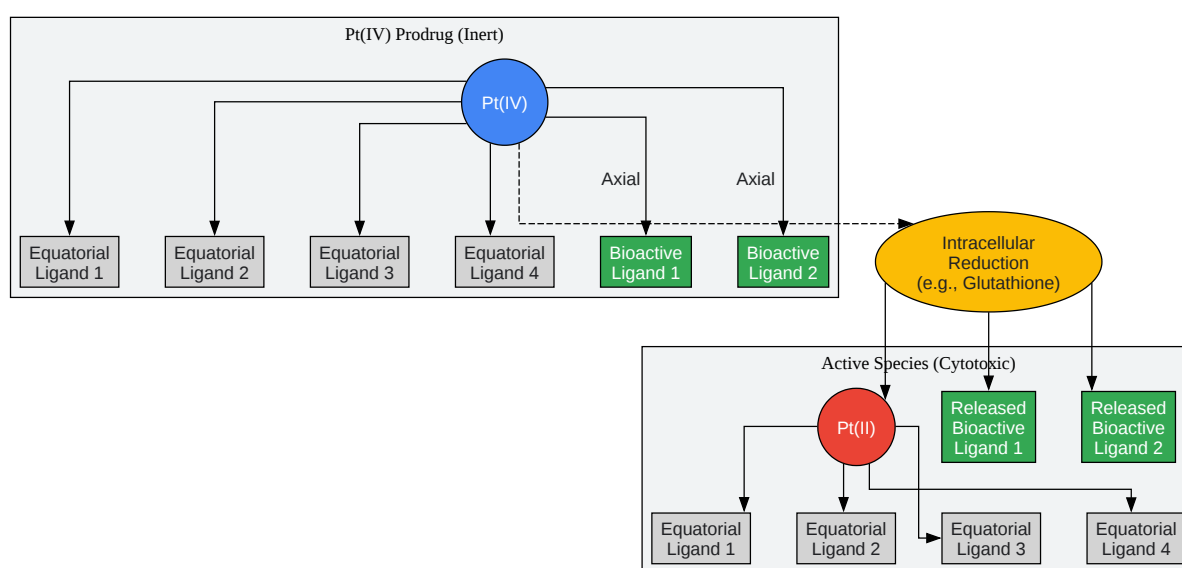 Pt(IV) Prodrug (Inert)
Pt(IV)
Axial
Axial
Equatorial
Ligand 1
Equatorial
Ligand 2
Equatorial
Ligand 3
Equatorial
Ligand 4
Bioactive
Ligand 1
Bioactive
Ligand 2
Intracellular
Reduction
(e.g., Glutathione)
Active Species (Cytotoxic)
Pt(II)
Released
Bioactive
Ligand 1
Released
Bioactive
Ligand 2
Equatorial
Ligand 1
Equatorial
Ligand 2
Equatorial
Ligand 3
Equatorial
Ligand 4